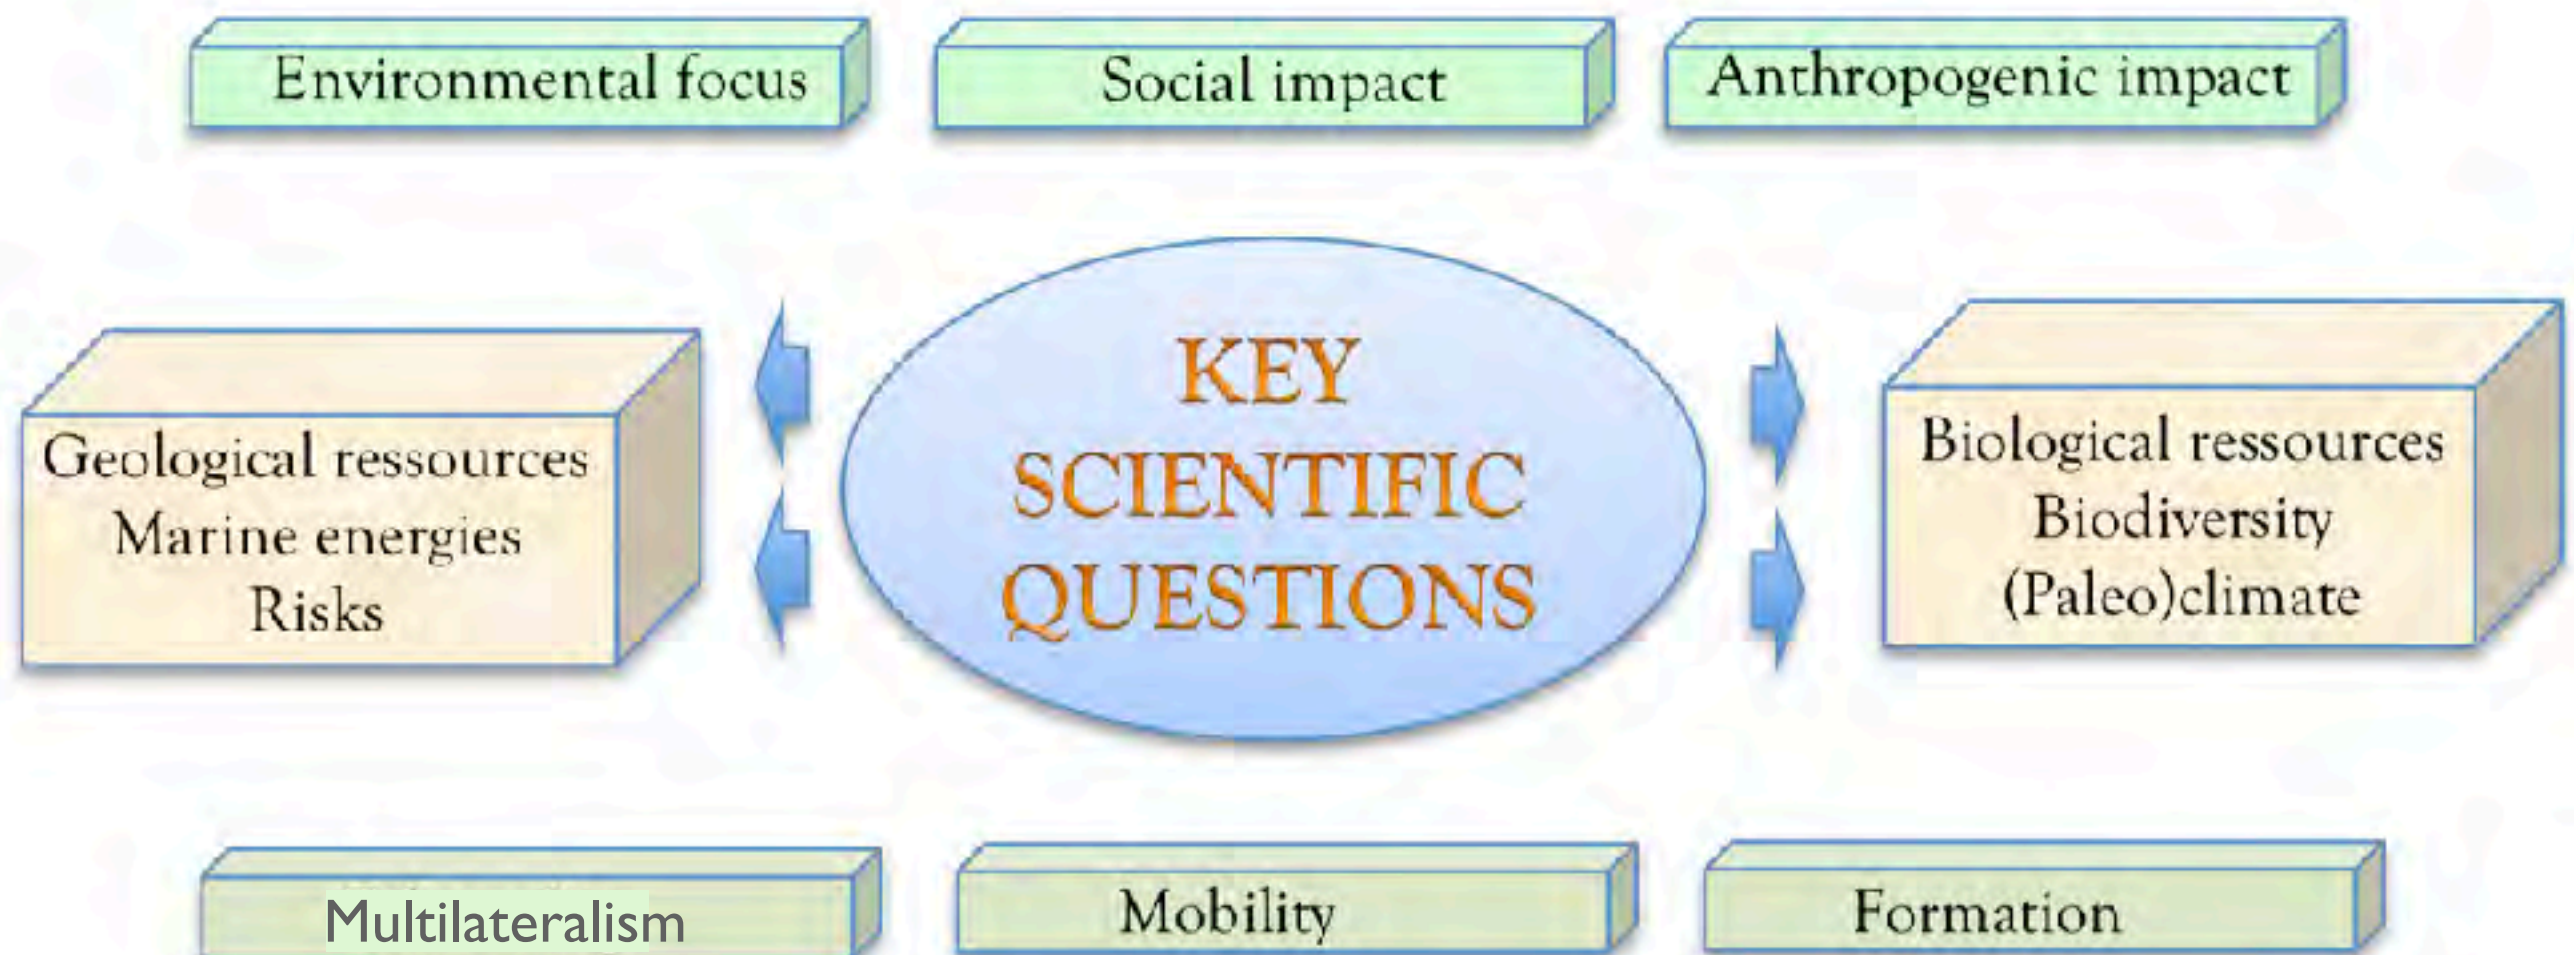 Environmental focus
Social impact
Anthropogenic impact
KEY
SCIENTIFIC
QUESTIONS
Geological ressources
Marine energies
Risks
Biological ressources
Biodiversity
(Paleo)climate
Multilateralism
Mobility
Formation